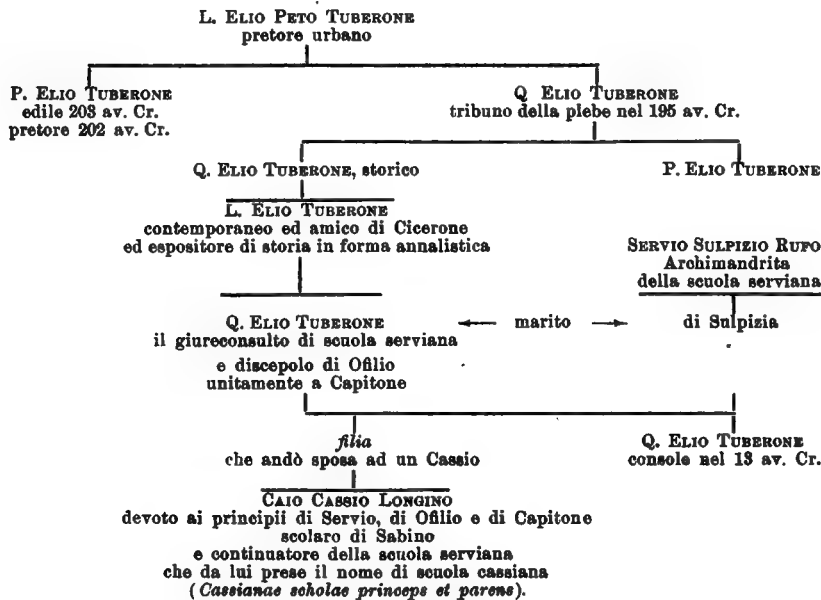 L. Elio Peto Tuberone
pretore urbano
P. Elio Tuberone
edile 203 av. Cr.
pretore 202 av. Cr.
Q Elio Tuberone
tribuno della plebe nel 195 av. Cr.
Q. Elio Tuberone, storico
P. Elio Tuberone
L. Elio Tuberone
contemporaneo ed amico di Cicerone
ed espositore di storia in forma annalistica
Servio Sulpizio Rufo
Archimandrita
della scuola serviana
Q. Elio Tuberone ← marito → di Sulpizia
il giureconsulto di scuola serviana
e discepolo di Ofilio
unitamente a Capitone
filia
che andò sposa ad un Cassio
Q. Elio Tuberone
console nel 13 av. Cr.
Caio Cassio Longino
devoto ai principii di Servio, di Ofilio e di Capitone
scolaro di Sabino
e continuatore della scuola serviana
che da lui prese il nome di scuola cassiana
(Cassianae scholae princeps et parens).